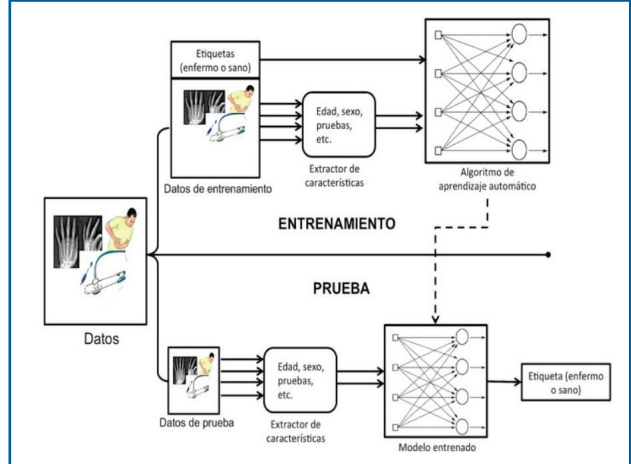 Etiquetas
(enfermo o sano)
Datos de entrenamiento
Edad, sexo,
pruebas,
etc.
Extractor de
características
Algoritmo de
aprendizaje automático
ENTRENAMIENTO
Datos
PRUEBA
Datos de prueba
Edad, sexo,
pruebas,
etc.
Extractor de
características
Modelo entrenado
Etiqueta (enfermo
o sano)